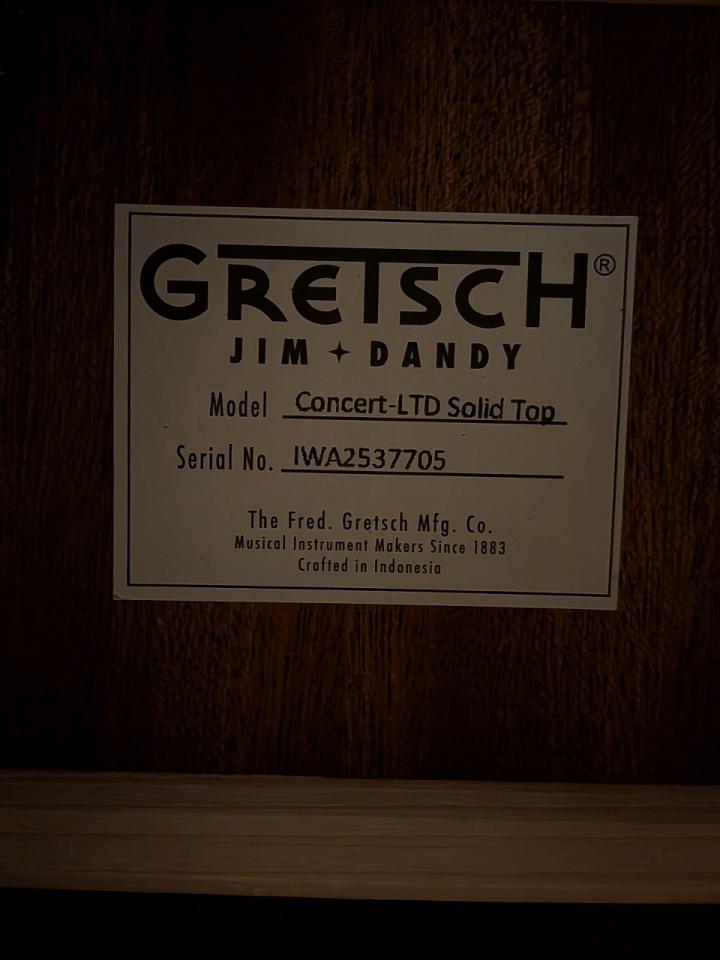 GRETSCH®
JIM DANDY
Model Concert-LTD Solid Top
Serial No. IWA2537705
The Fred. Gretsch Mfg. Co.
Musical Instrument Makers Since 1883
Crafted in Indonesia